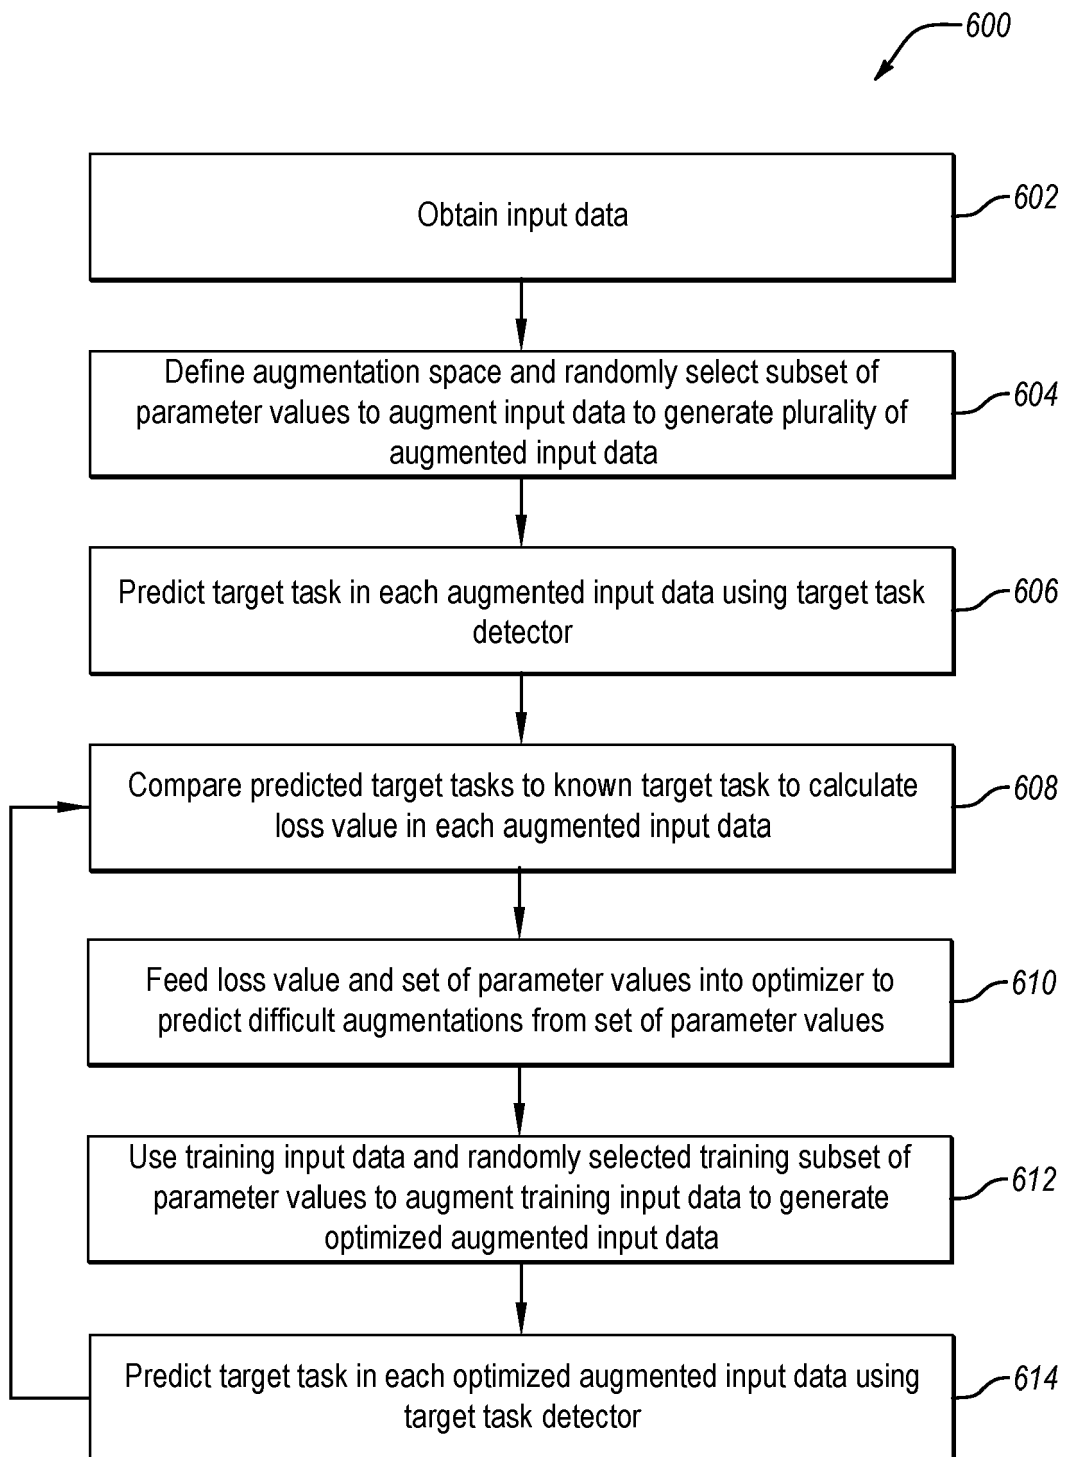 600
Obtain input data
602
Define augmentation space and randomly select subset of
parameter values to augment input data to generate plurality of
augmented input data
604
Predict target task in each augmented input data using target task
detector
606
Compare predicted target tasks to known target task to calculate
loss value in each augmented input data
608
Feed loss value and set of parameter values into optimizer to
predict difficult augmentations from set of parameter values
610
Use training input data and randomly selected training subset of
parameter values to augment training input data to generate
optimized augmented input data
612
Predict target task in each optimized augmented input data using
target task detector
614